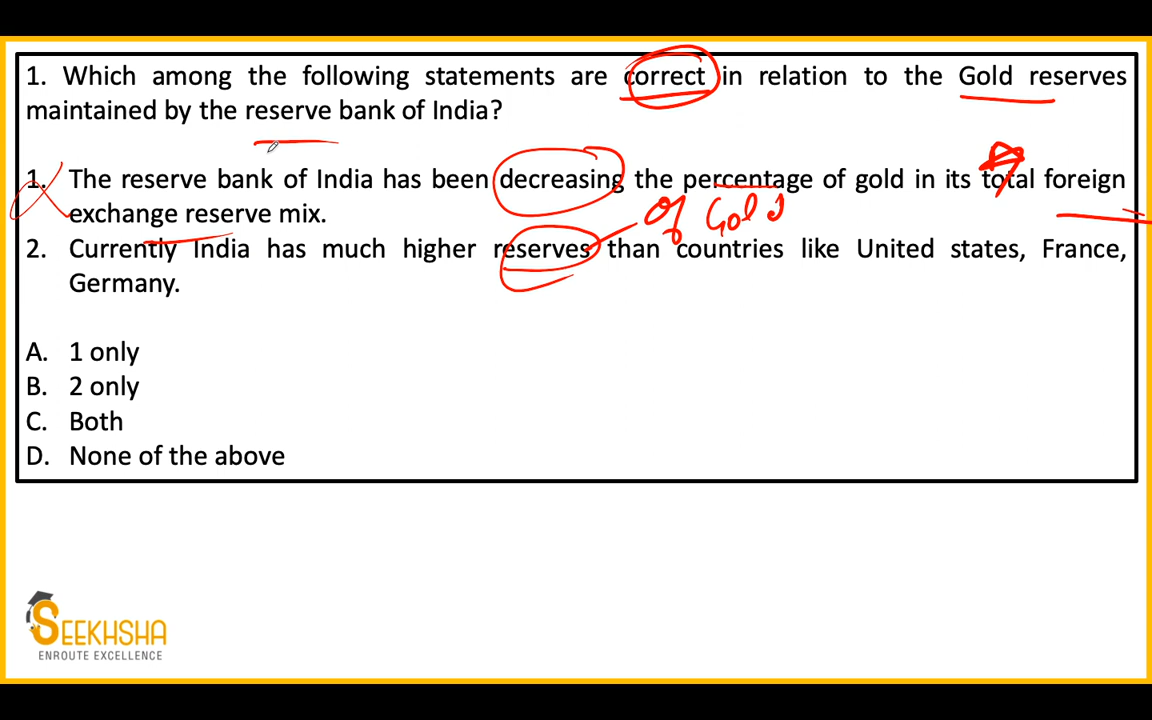 1. Which among the following statements are correct in relation to the Gold reserves
maintained by the reserve bank of India?
1. The reserve bank of India has been decreasing the percentage of gold in its total foreign
exchange reserve mix.
of Gold
2. Currently India has much higher reserves than countries like United states, France,
Germany.
A. 1 only
B. 2 only
C. Both
D. None of the above
SEEKHSHA
ENROUTE EXCELLENCE